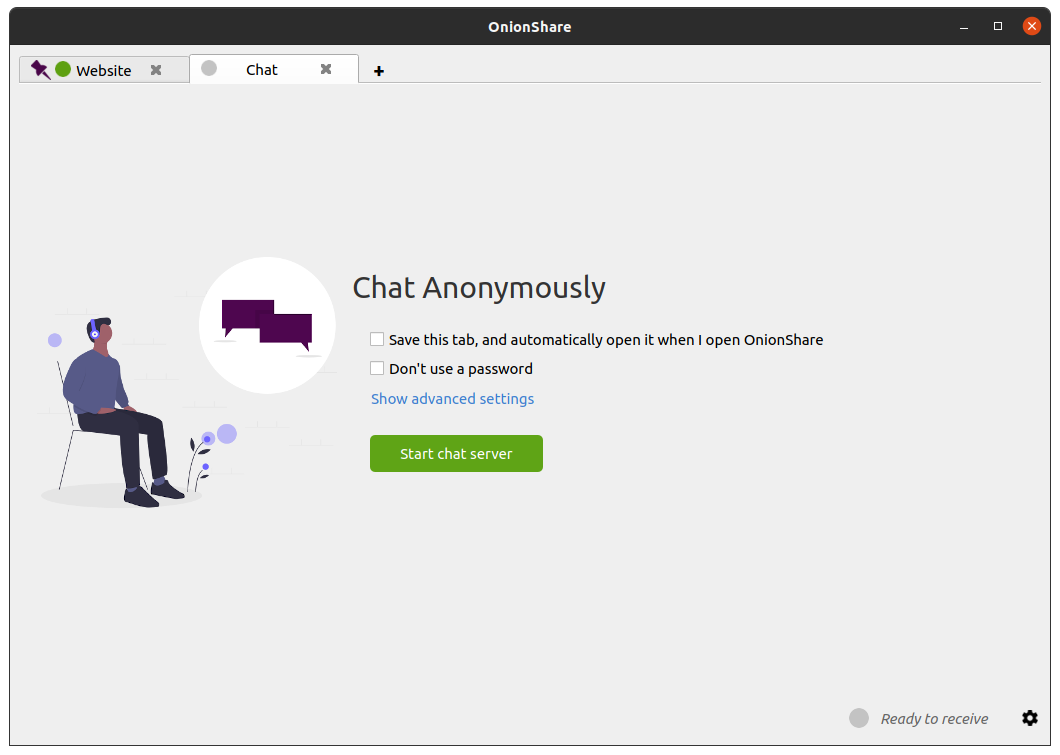 OnionShare
Website
Chat
Chat Anonymously
Save this tab, and automatically open it when I open OnionShare
Don't use a password
Show advanced settings
Start chat server
Ready to receive